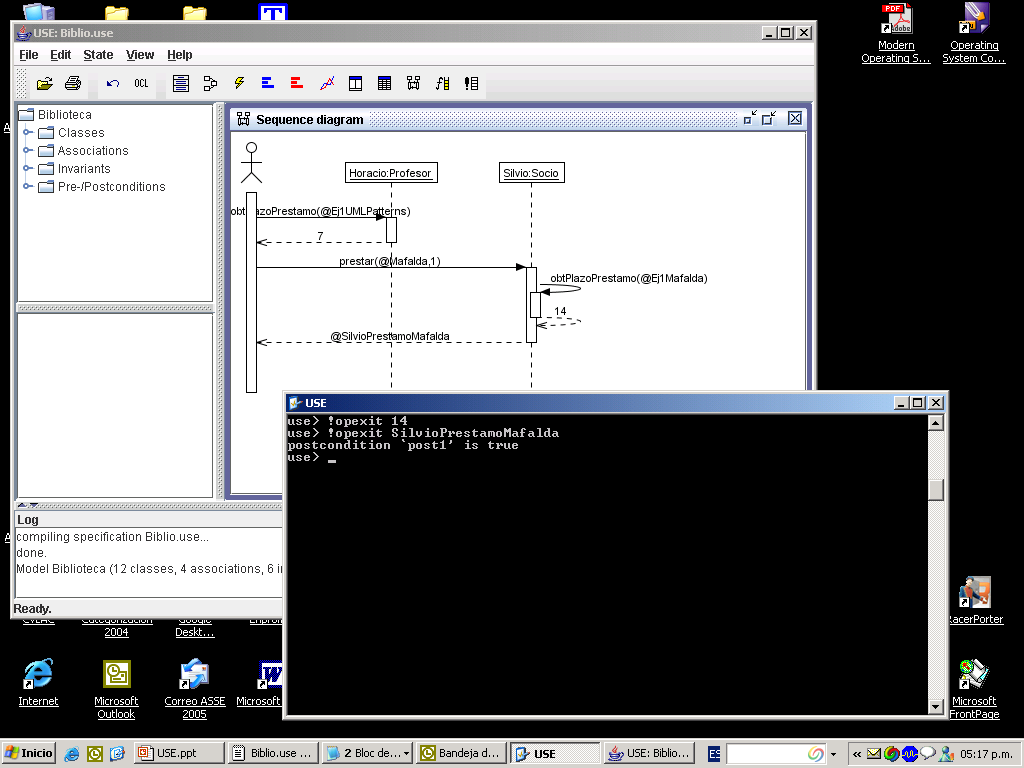 USE: Biblio.use
File Edit State View Help
OCL
Biblioteca
Classes
Associations
Invariants
Pre-/Postconditions
Sequence diagram
Horacio:Profesor
Silvio:Socio
obtPlazoPrestamo(@Ej1UMLPatterns)
7
prestar(@Mafalda,1)
obtPlazoPrestamo(@Ej1Mafalda)
14
@SilvioPrestamoMafalda
Log
compiling specification Biblio.use...
done.
Model Biblioteca (12 classes, 4 associations, 6 in
Ready.
USE
use> !opexit 14
use> !opexit SilvioPrestamoMafalda
postcondition `post1' is true
use>
PDF
Adobe
Modern
Operating S...
Operating
System Co...
2004
Google
Deskt...
RacerPorter
Internet
Microsoft
Outlook
Correo ASSE
2005
Microsoft
Microsoft
FrontPage
Inicio
USE.ppt
Biblio.use ...
2 Bloc de...
Bandeja d...
USE
USE: Biblio...
ES
«
05:17 p.m.